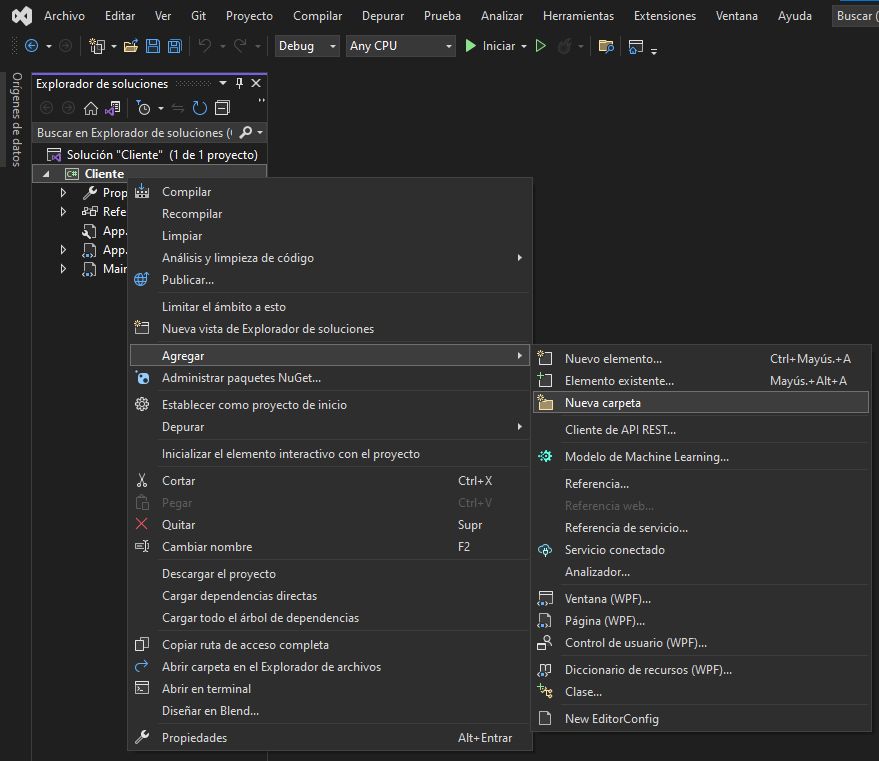 Archivo Editar Ver Git Proyecto Compilar Depurar Prueba Analizar Herramientas Extensiones Ventana Ayuda Buscar (
Debug Any CPU Iniciar
Orígenes de datos
Explorador de soluciones
Buscar en Explorador de soluciones (
Solución "Cliente" (1 de 1 proyecto)
Cliente
Prop
Refe
App.
App.
Mair
Compilar
Recompilar
Limpiar
Análisis y limpieza de código
Publicar...
Limitar el ámbito a esto
Nueva vista de Explorador de soluciones
Agregar
Administrar paquetes NuGet...
Establecer como proyecto de inicio
Depurar
Inicializar el elemento interactivo con el proyecto
Cortar Ctrl+X
Pegar Ctrl+V
Quitar Supr
Cambiar nombre F2
Descargar el proyecto
Cargar dependencias directas
Cargar todo el árbol de dependencias
Copiar ruta de acceso completa
Abrir carpeta en el Explorador de archivos
Abrir en terminal
Diseñar en Blend...
Propiedades Alt+Entrar
Nuevo elemento... Ctrl+Mayús.+A
Elemento existente... Mayús.+Alt+A
Nueva carpeta
Cliente de API REST...
Modelo de Machine Learning...
Referencia...
Referencia web...
Referencia de servicio...
Servicio conectado
Analizador...
Ventana (WPF)...
Página (WPF)...
Control de usuario (WPF)...
Diccionario de recursos (WPF)...
Clase...
New EditorConfig